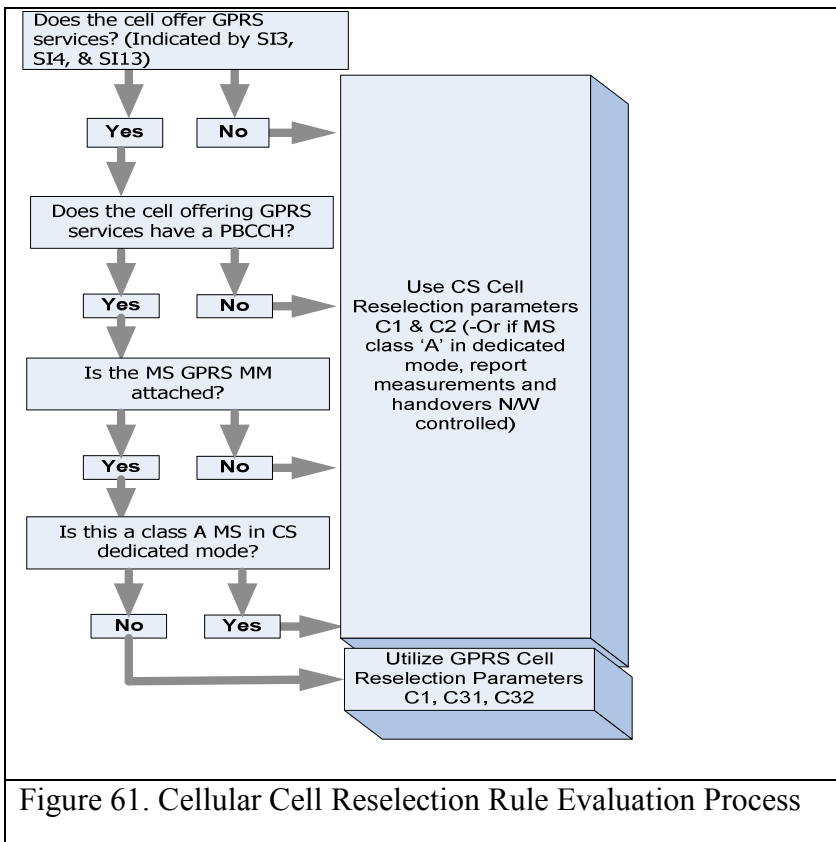 Does the cell offer GPRS
services? (Indicated by SI3,
SI4, & SI13)
Yes
No
Does the cell offering GPRS
services have a PBCCH?
Yes
No
Is the MS GPRS MM
attached?
Yes
No
Is this a class A MS in CS
dedicated mode?
No
Yes
Use CS Cell
Reselection parameters
C1 & C2 (-Or if MS
class 'A' in dedicated
mode, report
measurements and
handovers N/W
controlled)
Utilize GPRS Cell
Reselection Parameters
C1, C31, C32
Figure 61. Cellular Cell Reselection Rule Evaluation Process